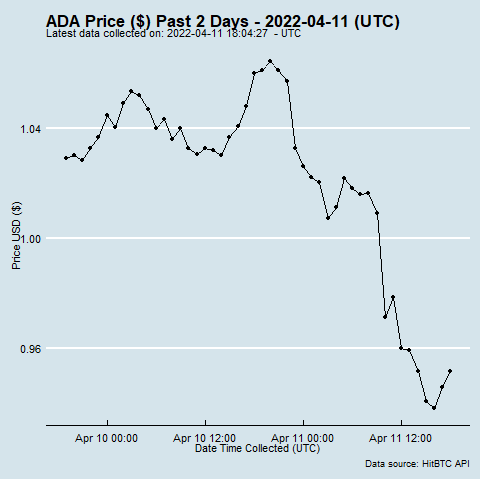 ADA Price ($) Past 2 Days - 2022-04-11 (UTC)
Latest data collected on: 2022-04-11 18:04:27  - UTC
Price USD ($)
1.04
1.00
0.96
Apr 10 00:00
Apr 10 12:00
Apr 11 00:00
Apr 11 12:00
Date Time Collected (UTC)
Data source: HitBTC API